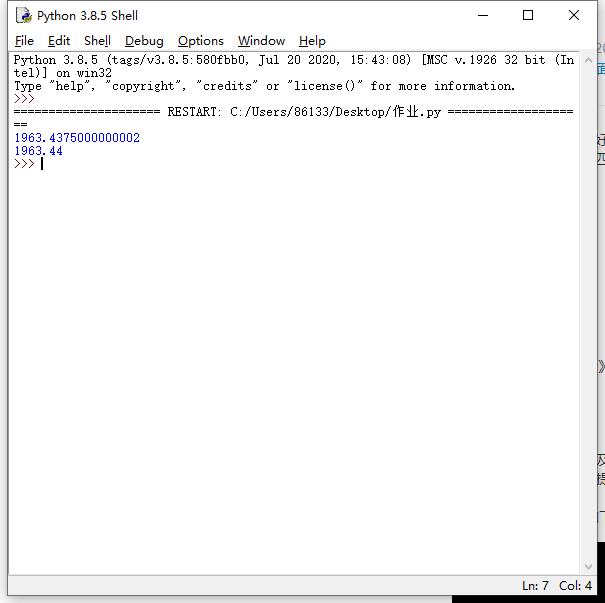 Python 3.8.5 Shell
File Edit Shell Debug Options Window Help
Python 3.8.5 (tags/v3.8.5:580fbb0, Jul 20 2020, 15:43:08) [MSC v.1926 32 bit (In
tel)] on win32
Type "help", "copyright", "credits" or "license()" for more information.
>>>
===================== RESTART: C:/Users/86133/Desktop/作业.py ==================
==
1963.4375000000002
1963.44
>>>
Ln: 7 Col: 4